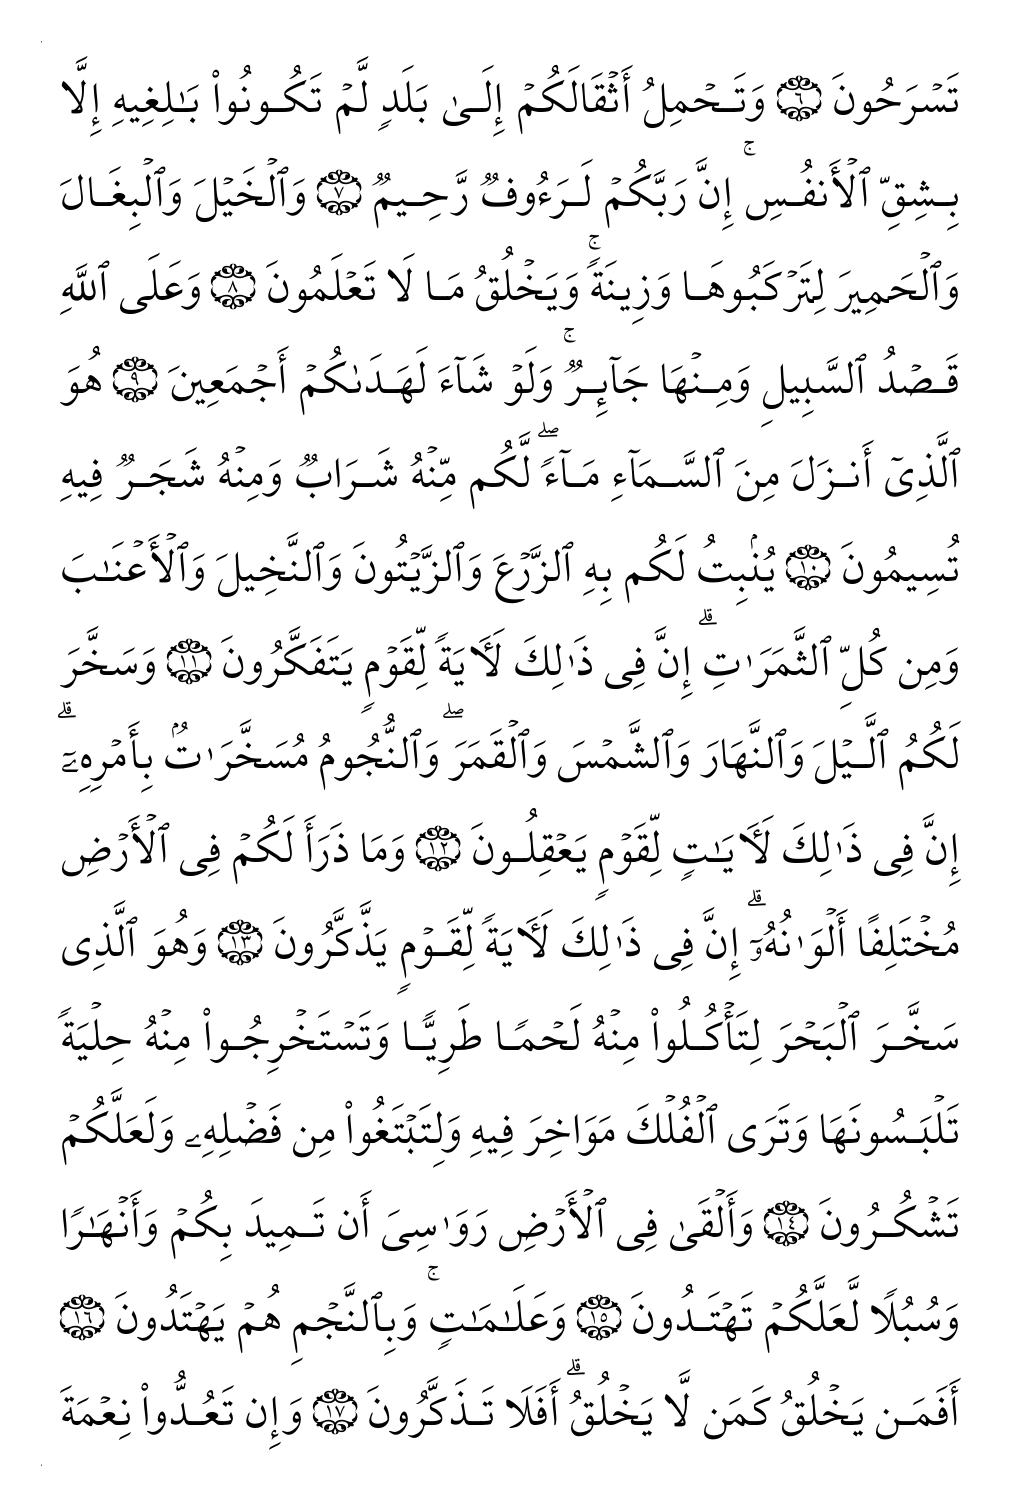 تَسۡرَحُونَ ٦ وَتَحۡمِلُ أَثۡقَالَكُمۡ إِلَىٰ بَلَدٖ لَّمۡ تَكُونُواْ بَٰلِغِيهِ إِلَّا
بِشِقِّ ٱلۡأَنفُسِۚ إِنَّ رَبَّكُمۡ لَرَءُوفٞ رَّحِيمٞ ٧ وَٱلۡخَيۡلَ وَٱلۡبِغَالَ
وَٱلۡحَمِيرَ لِتَرۡكَبُوهَا وَزِينَةٗۚ وَيَخۡلُقُ مَا لَا تَعۡلَمُونَ ٨ وَعَلَى ٱللَّهِ
قَصۡدُ ٱلسَّبِيلِ وَمِنۡهَا جَآئِرٞۚ وَلَوۡ شَآءَ لَهَدَىٰكُمۡ أَجۡمَعِينَ ٩ هُوَ
ٱلَّذِيٓ أَنزَلَ مِنَ ٱلسَّمَآءِ مَآءٗۖ لَّكُم مِّنۡهُ شَرَابٞ وَمِنۡهُ شَجَرٞ فِيهِ
تُسِيمُونَ ١٠ يُنۢبِتُ لَكُم بِهِ ٱلزَّرۡعَ وَٱلزَّيۡتُونَ وَٱلنَّخِيلَ وَٱلۡأَعۡنَٰبَ
وَمِن كُلِّ ٱلثَّمَرَٰتِۗ إِنَّ فِي ذَٰلِكَ لَأٓيَةٗ لِّقَوۡمٖ يَتَفَكَّرُونَ ١١ وَسَخَّرَ
لَكُمُ ٱلَّيۡلَ وَٱلنَّهَارَ وَٱلشَّمۡسَ وَٱلۡقَمَرَۖ وَٱلنُّجُومُ مُسَخَّرَٰتُۢ بِأَمۡرِهِۦٓۗ
إِنَّ فِي ذَٰلِكَ لَأٓيَٰتٖ لِّقَوۡمٖ يَعۡقِلُونَ ١٢ وَمَا ذَرَأَ لَكُمۡ فِي ٱلۡأَرۡضِ
مُخۡتَلِفًا أَلۡوَٰنُهُۥٓۗ إِنَّ فِي ذَٰلِكَ لَأٓيَةٗ لِّقَوۡمٖ يَذَّكَّرُونَ ١٣ وَهُوَ ٱلَّذِي
سَخَّرَ ٱلۡبَحۡرَ لِتَأۡكُلُواْ مِنۡهُ لَحۡمٗا طَرِيّٗا وَتَسۡتَخۡرِجُواْ مِنۡهُ حِلۡيَةٗ
تَلۡبَسُونَهَا وَتَرَى ٱلۡفُلۡكَ مَوَاخِرَ فِيهِ وَلِتَبۡتَغُواْ مِن فَضۡلِهِۦ وَلَعَلَّكُمۡ
تَشۡكُرُونَ ١٤ وَأَلۡقَىٰ فِي ٱلۡأَرۡضِ رَوَٰسِيَ أَن تَمِيدَ بِكُمۡ وَأَنۡهَٰرٗا
وَسُبُلٗا لَّعَلَّكُمۡ تَهۡتَدُونَ ١٥ وَعَلَٰمَٰتٖۚ وَبِٱلنَّجۡمِ هُمۡ يَهۡتَدُونَ ١٦
أَفَمَن يَخۡلُقُ كَمَن لَّا يَخۡلُقُۗ أَفَلَا تَذَكَّرُونَ ١٧ وَإِن تَعُدُّواْ نِعۡمَةَ